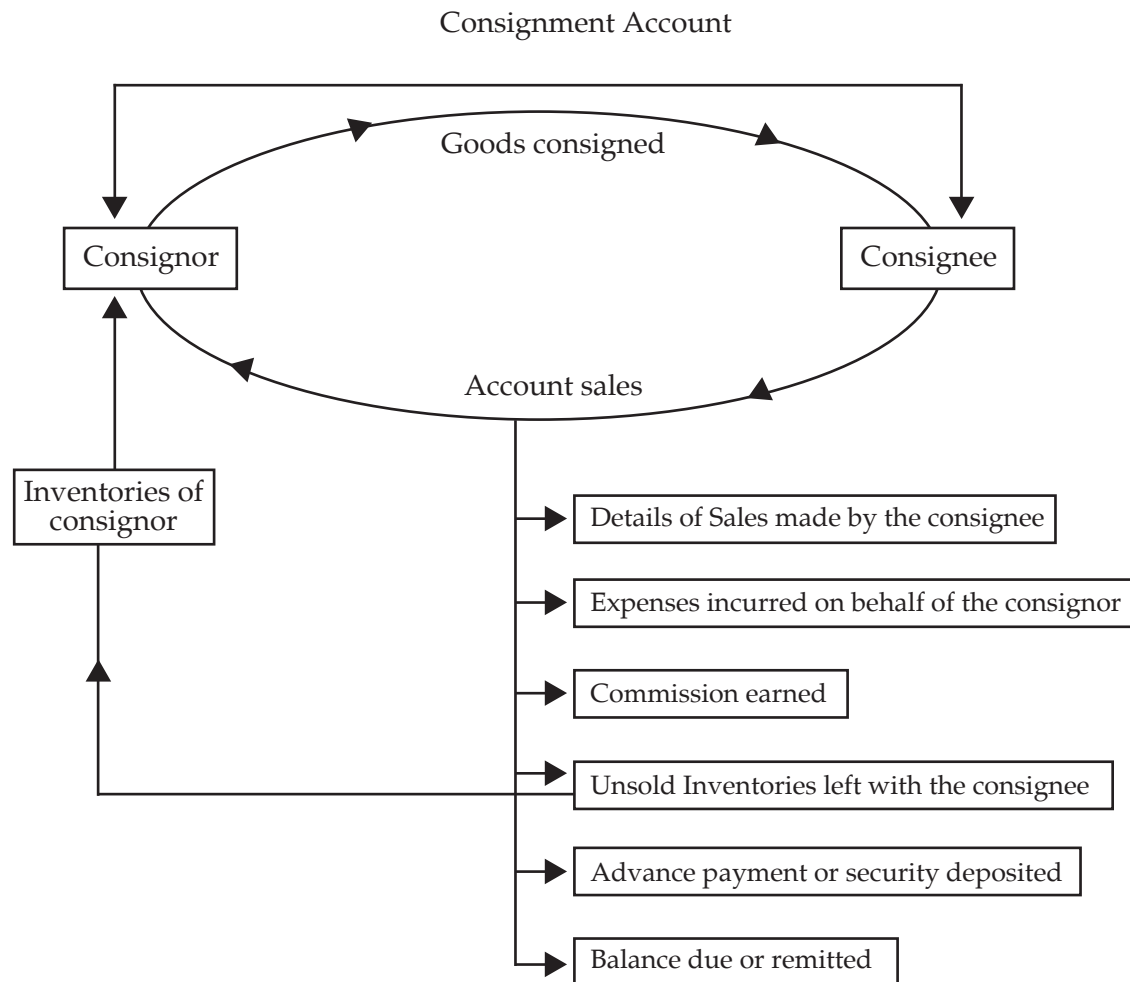 Consignment Account
Goods consigned
Consignor
Consignee
Account sales
Inventories of
consignor
Details of Sales made by the consignee
Expenses incurred on behalf of the consignor
Commission earned
Unsold Inventories left with the consignee
Advance payment or security deposited
Balance due or remitted